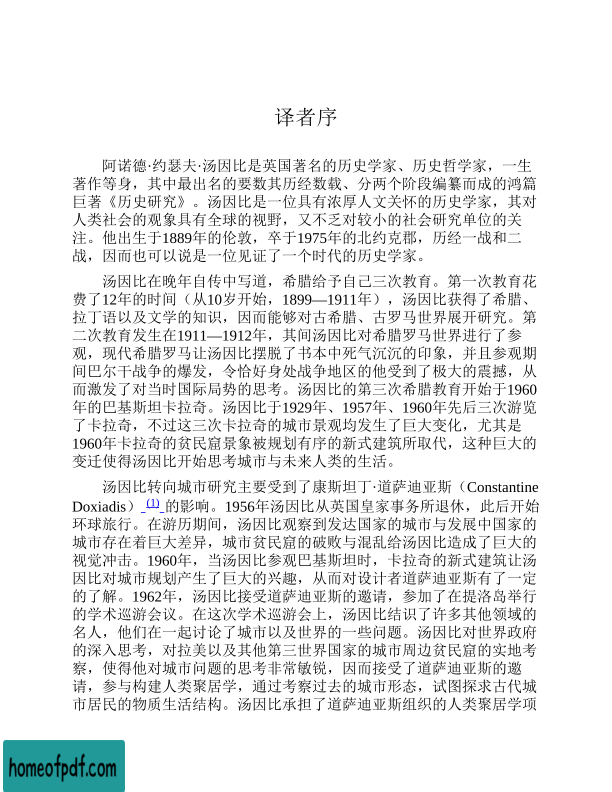 译者序
阿诺德·约瑟夫·汤因比是英国著名的历史学家、历史哲学家，一生
著作等身，其中最出名的要数其历经数载、分两个阶段编纂而成的鸿篇
巨著《历史研究》。汤因比是一位具有浓厚人文关怀的历史学家，其对
人类社会的观象具有全球的视野，又不乏对较小的社会研究单位的关
注。他出生于1889年的伦敦，卒于1975年的北约克郡，历经一战和二
战，因而也可以说是一位见证了一个时代的历史学家。
汤因比在晚年自传中写道，希腊给予自己三次教育。第一次教育花
费了12年的时间（从10岁开始，1899—1911年），汤因比获得了希腊、
拉丁语以及文学的知识，因而能够对古希腊、古罗马世界展开研究。第
二次教育发生在1911—1912年，其间汤因比对希腊罗马世界进行了参
观，现代希腊罗马让汤因比摆脱了书本中死气沉沉的印象，并且参观期
间巴尔干战争的爆发，令恰好身处战争地区的他受到了极大的震撼，从
而激发了对当时国际局势的思考。汤因比的第三次希腊教育开始于1960
年的巴基斯坦卡拉奇。汤因比于1929年、1957年、1960年先后三次游览
了卡拉奇，不过这三次卡拉奇的城市景观均发生了巨大变化，尤其是
1960年卡拉奇的贫民窟景象被规划有序的新式建筑所取代，这种巨大的
变迁使得汤因比开始思考城市与未来人类的生活。
汤因比转向城市研究主要受到了康斯坦丁·道萨迪亚斯（Constantine
Doxiadis）(1)的影响。1956年汤因比从英国皇家事务所退休，此后开始
环球旅行。在游历期间，汤因比观察到发达国家的城市与发展中国家的
城市存在着巨大差异，城市贫民窟的破败与混乱给汤因比造成了巨大的
视觉冲击。1960年，当汤因比参观巴基斯坦时，卡拉奇的新式建筑让汤
因比对城市规划产生了巨大的兴趣，从而对设计者道萨迪亚斯有了一定
的了解。1962年，汤因比接受道萨迪亚斯的邀请，参加了在提洛岛举行
的学术巡游会议。在这次学术巡游会上，汤因比结识了许多其他领域的
名人，他们在一起讨论了城市以及世界的一些问题。汤因比对世界政府
的深入思考，对拉美以及其他第三世界国家的城市周边贫民窟的实地考
察，使得他对城市问题的思考非常敏锐，因而接受了道萨迪亚斯的邀
请，参与构建人类聚居学，通过考察过去的城市形态，试图探求古代城
市居民的物质生活结构。汤因比承担了道萨迪亚斯组织的人类聚居学项
homeofpdf.com